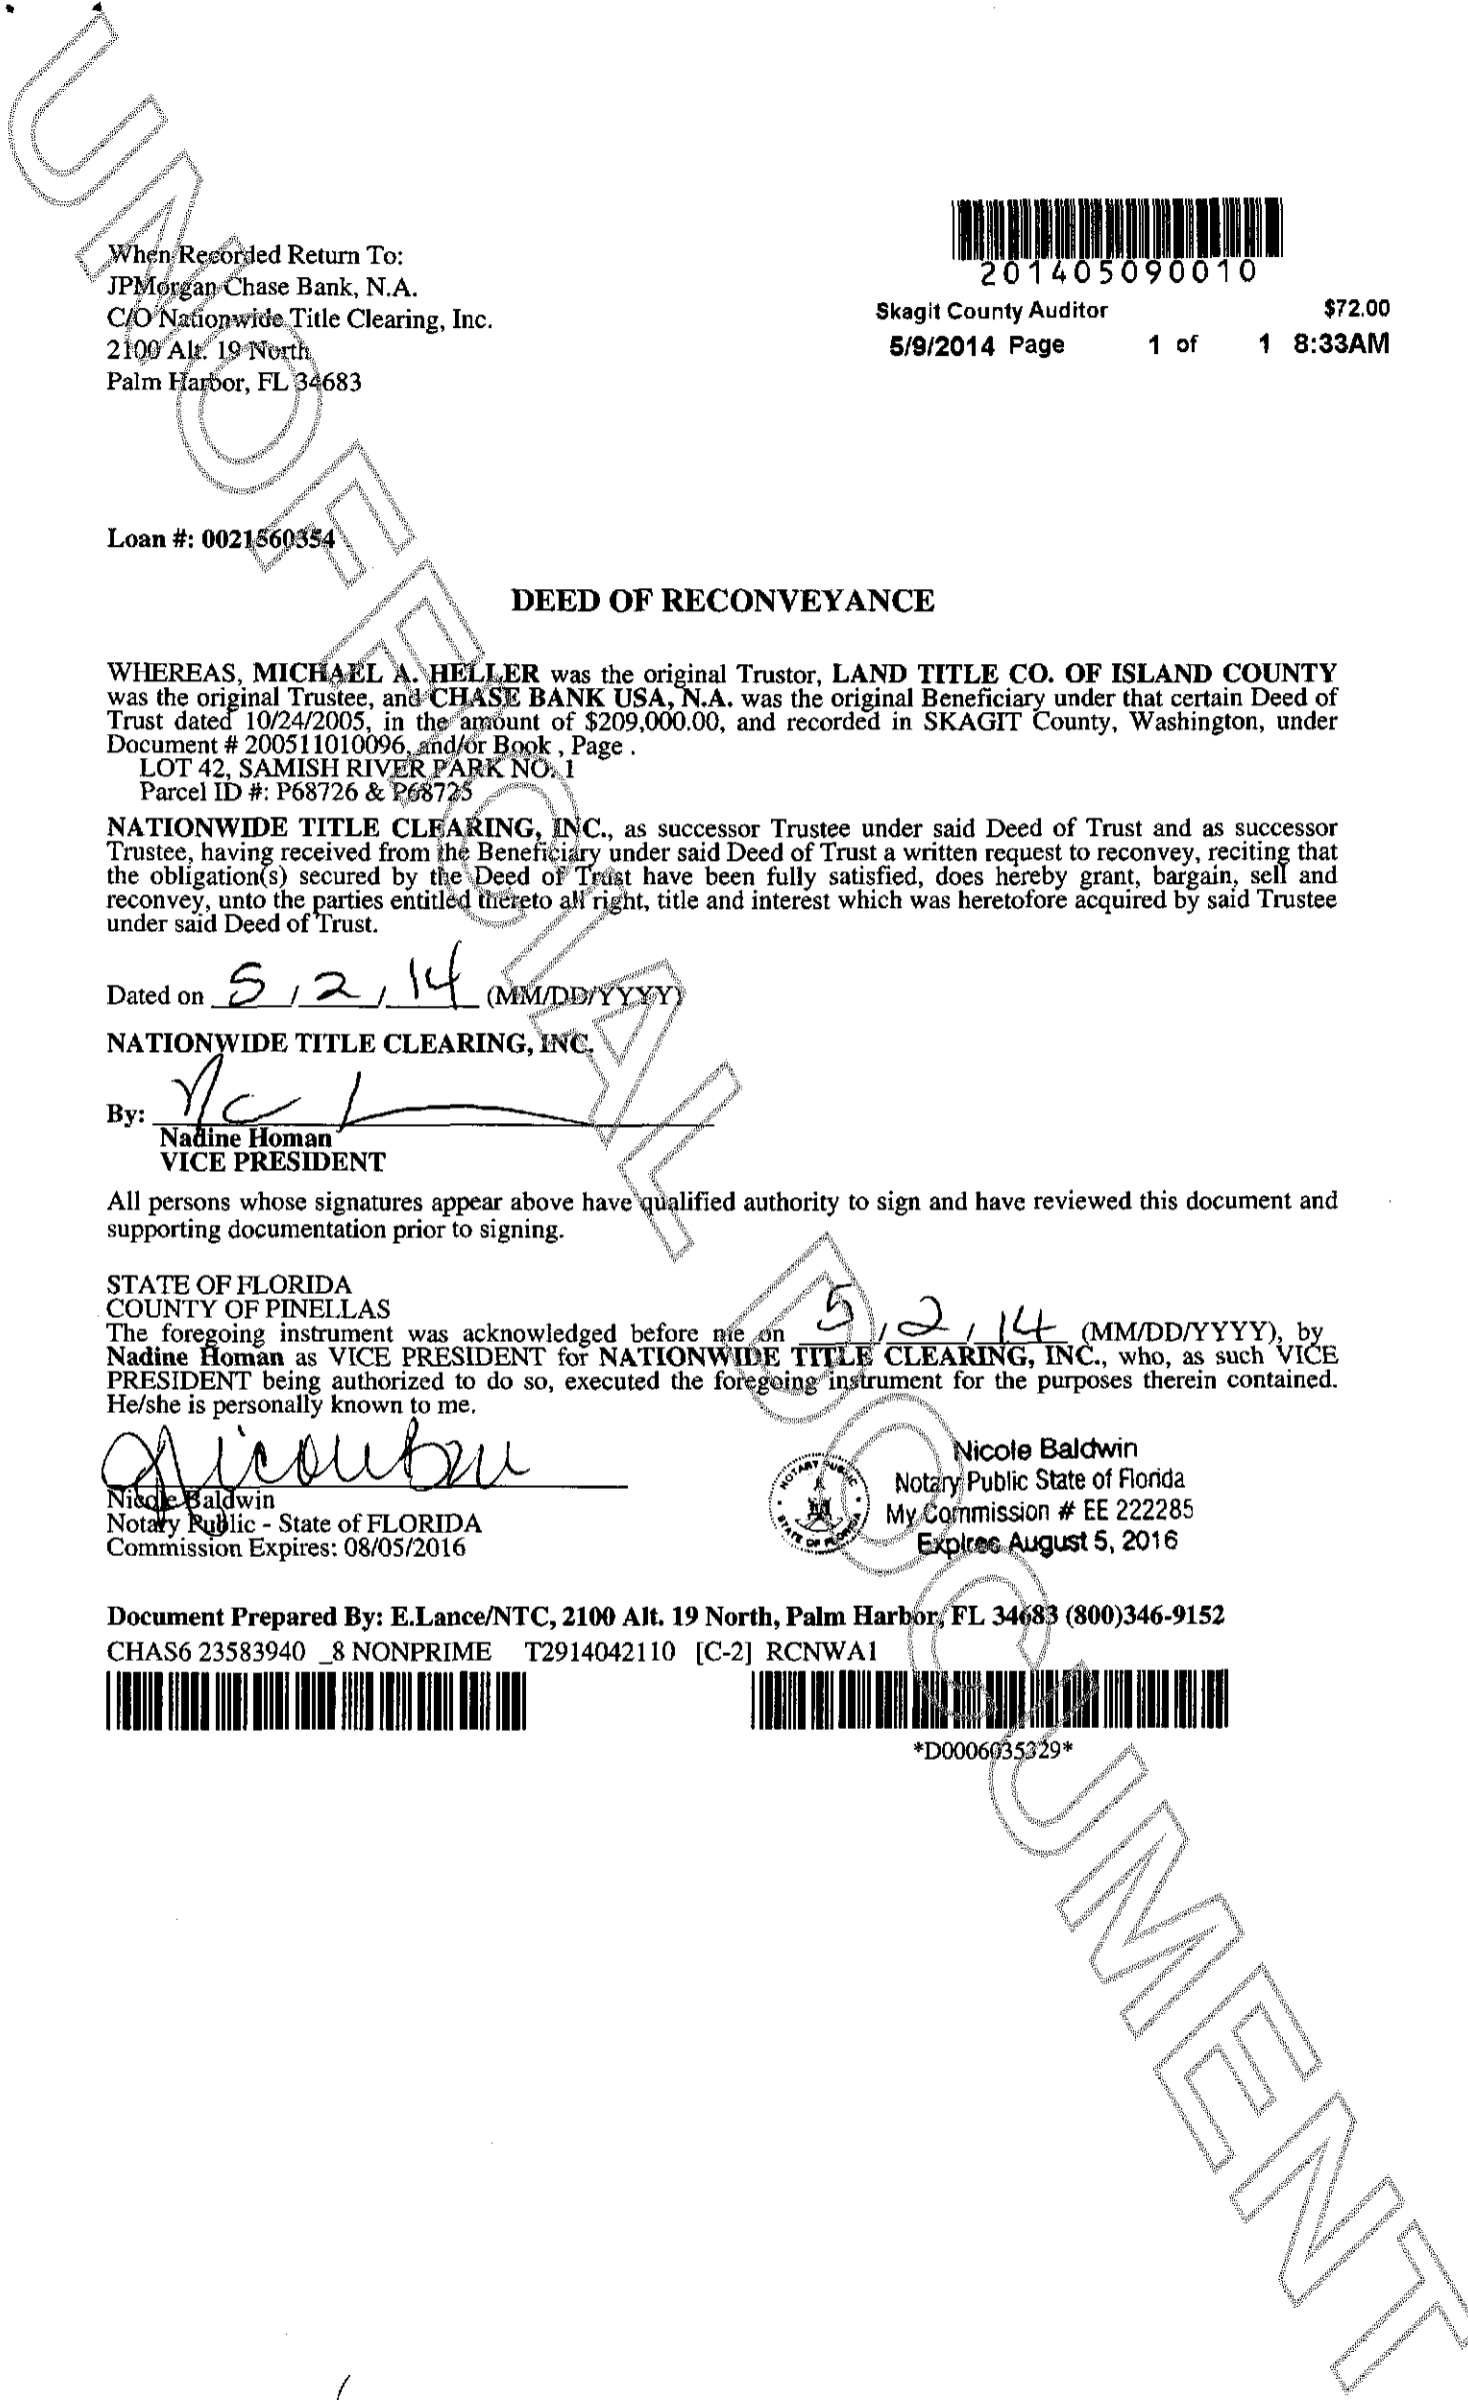 When Recorded Return To:
JPMorgan Chase Bank, N.A.
C/O Nationwide Title Clearing, Inc.
2100 Alt. 19 North
Palm Harbor, FL 34683
201405090010
Skagit County Auditor $72.00
5/9/2014 Page 1 of 1 8:33AM
Loan #: 0021560354
DEED OF RECONVEYANCE
WHEREAS, MICHAEL A. HELLER was the original Trustor, LAND TITLE CO. OF ISLAND COUNTY
was the original Trustee, and CHASE BANK USA, N.A. was the original Beneficiary under that certain Deed of
Trust dated 10/24/2005, in the amount of $209,000.00, and recorded in SKAGIT County, Washington, under
Document # 200511010096, and/or Book , Page .
LOT 42, SAMISH RIVER PARK NO. 1
Parcel ID #: P68726 & P68725
NATIONWIDE TITLE CLEARING, INC., as successor Trustee under said Deed of Trust and as successor
Trustee, having received from the Beneficiary under said Deed of Trust a written request to reconvey, reciting that
the obligation(s) secured by the Deed of Trust have been fully satisfied, does hereby grant, bargain, sell and
reconvey, unto the parties entitled thereto all right, title and interest which was heretofore acquired by said Trustee
under said Deed of Trust.
Dated on 5 / 2 / 14 (MM/DD/YYYY)
NATIONWIDE TITLE CLEARING, INC.
By:
Nadine Homan
VICE PRESIDENT
All persons whose signatures appear above have qualified authority to sign and have reviewed this document and
supporting documentation prior to signing.
STATE OF FLORIDA
COUNTY OF PINELLAS
The foregoing instrument was acknowledged before me on 5 / 2 / 14 (MM/DD/YYYY), by
Nadine Homan as VICE PRESIDENT for NATIONWIDE TITLE CLEARING, INC., who, as such VICE
PRESIDENT being authorized to do so, executed the foregoing instrument for the purposes therein contained.
He/she is personally known to me.
Nicole Baldwin
Notary Public - State of FLORIDA
Commission Expires: 08/05/2016
NOTARY PUBLIC
STATE OF FLORIDA
Nicole Baldwin
Notary Public State of Florida
My Commission # EE 222285
Expires August 5, 2016
Document Prepared By: E.Lance/NTC, 2100 Alt. 19 North, Palm Harbor, FL 34683 (800)346-9152
CHAS6 23583940 _8 NONPRIME T2914042110 [C-2] RCNWA1
*D0006035329*
UNOFFICIAL DOCUMENT